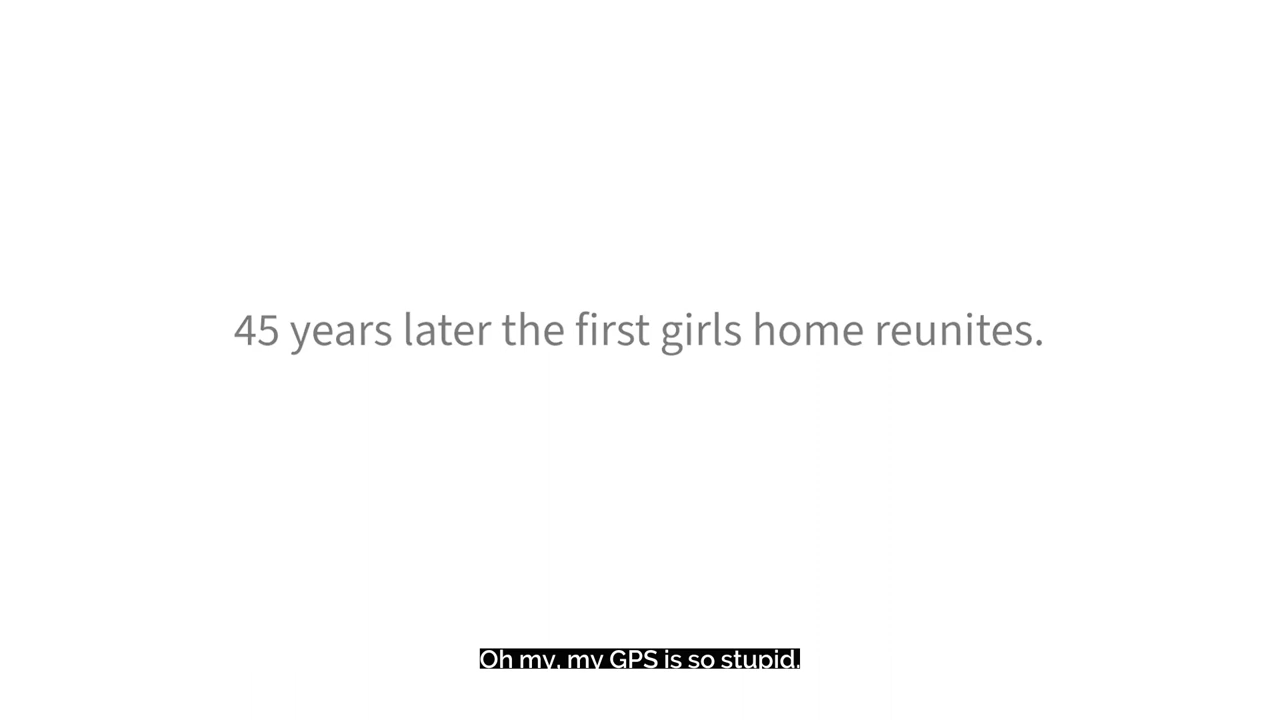 45 years later the first girls home reunites.
Oh my, my GPS is so stupid.